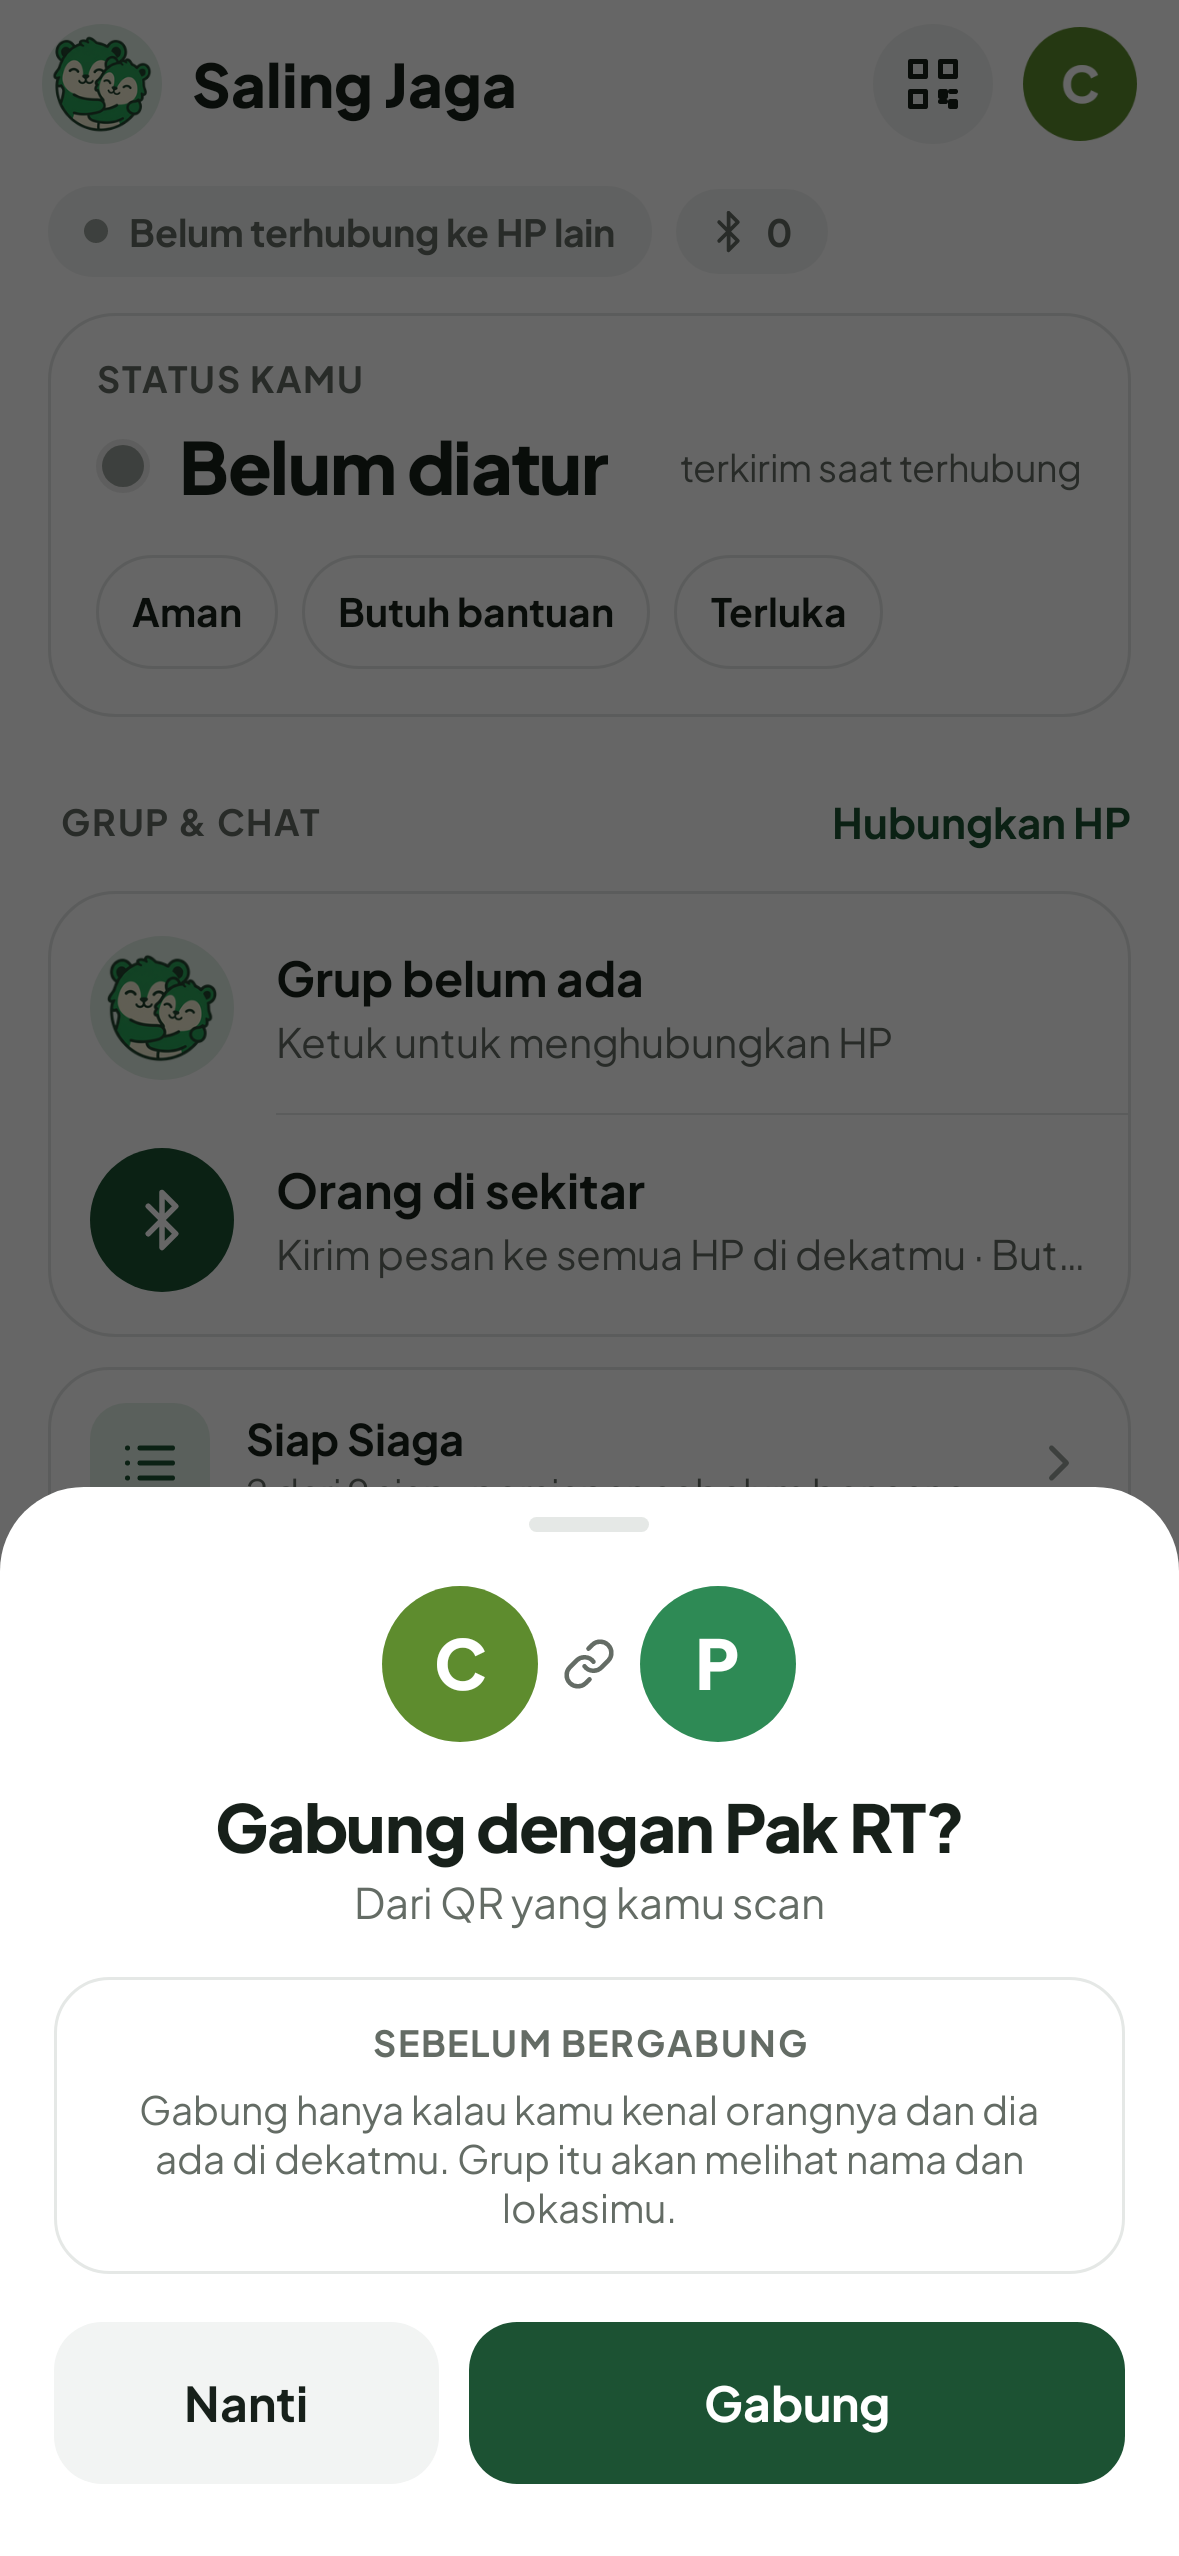 Saling Jaga
C
Belum terhubung ke HP lain
0
STATUS KAMU
Belum diatur
terkirim saat terhubung
Aman
Butuh bantuan
Terluka
GRUP & CHAT
Hubungkan HP
Grup belum ada
Ketuk untuk menghubungkan HP
Orang di sekitar
Kirim pesan ke semua HP di dekatmu · But...
Siap Siaga
C
P
Gabung dengan Pak RT?
Dari QR yang kamu scan
SEBELUM BERGABUNG
Gabung hanya kalau kamu kenal orangnya dan dia
ada di dekatmu. Grup itu akan melihat nama dan
lokasimu.
Nanti
Gabung